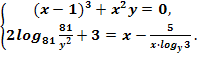 (x − 1)³ + x²y = 0,
2log₈₁ 81/y² + 3 = x − 5/(x·log_y 3).